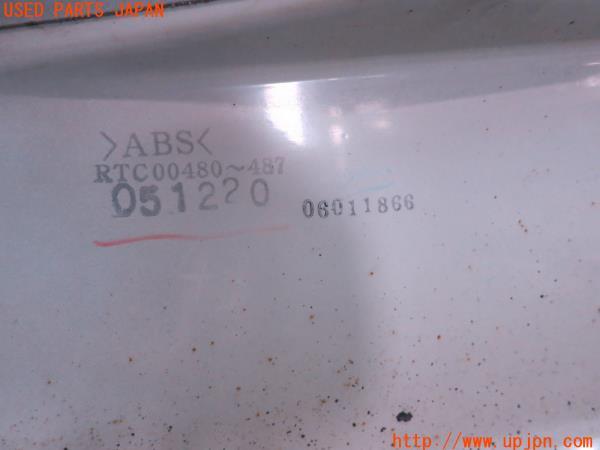 USED PARTS JAPAN
>ABS<
RTC00480~487
051220
06011866
http://www.upjpn.com/